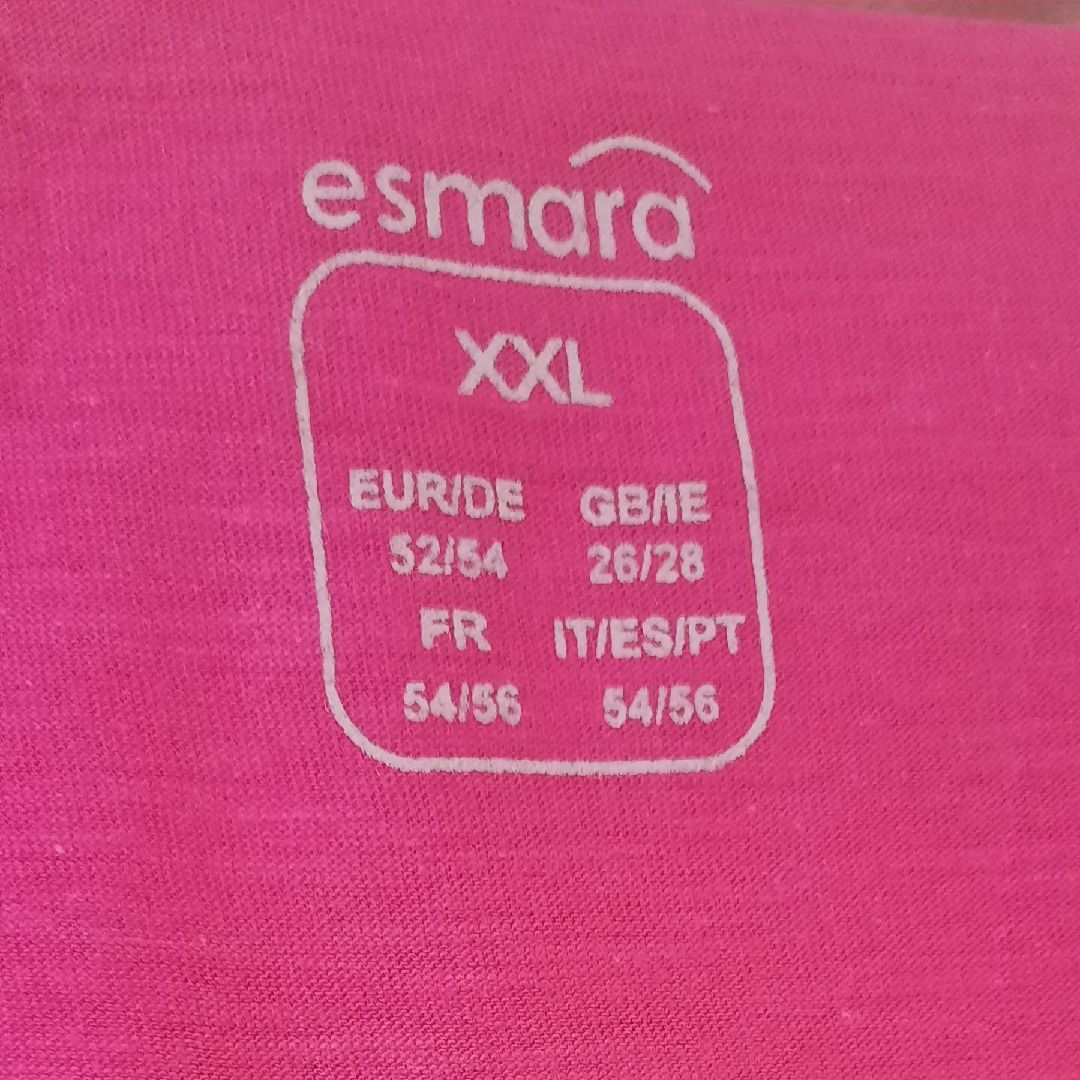 esmara
XXL
EUR/DE GB/IE
52/54 26/28
FR IT/ES/PT
54/56 54/56